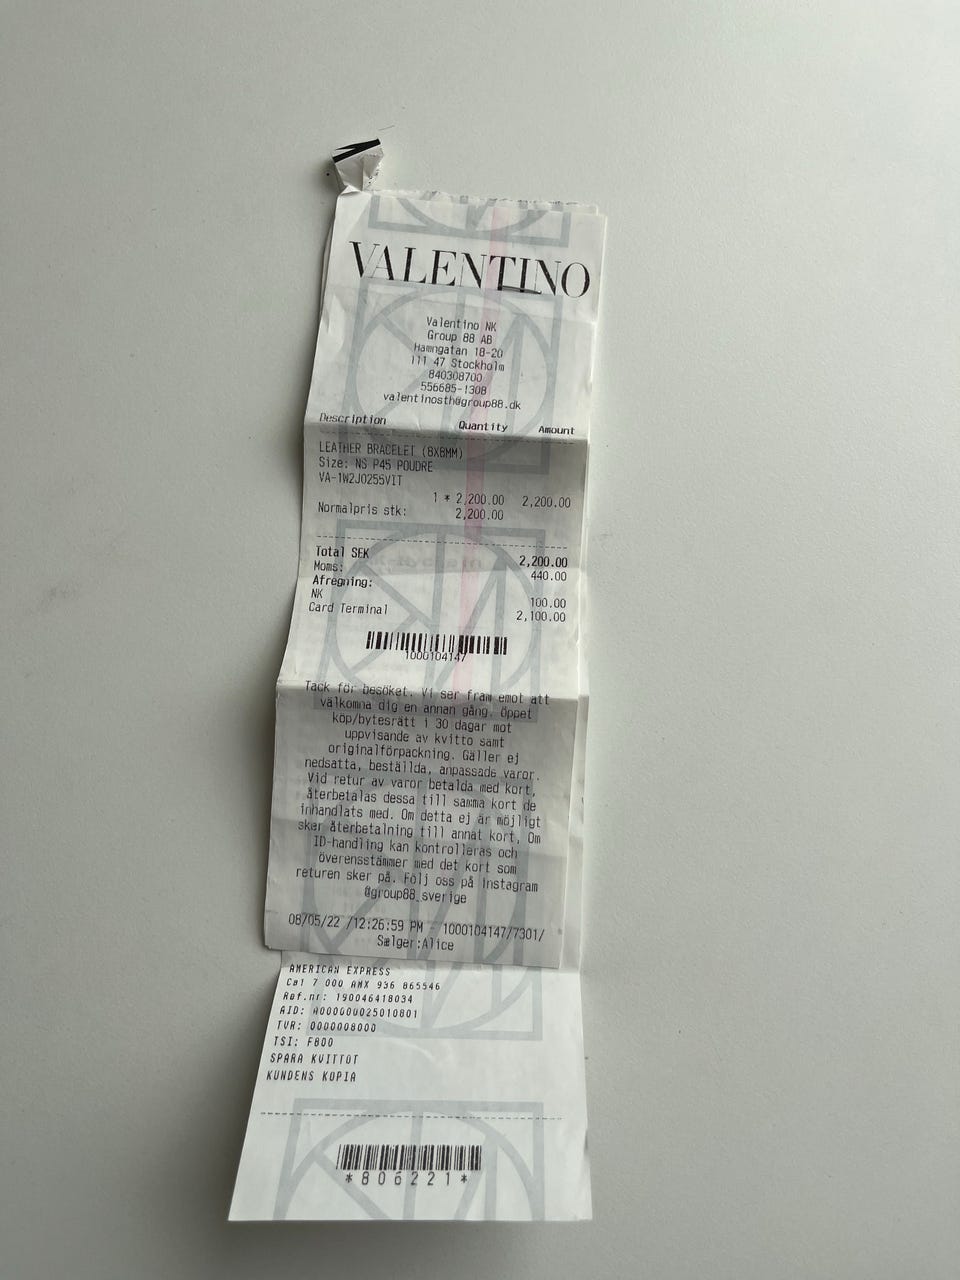 VALENTINO
Valentino NK
Group 88 AB
Hamngatan 18-20
111 47 Stockholm
840308700
556685-1308
valentinosth@group88.dk
Description Quantity Amount
LEATHER BRACELET (8X8MM)
Size: NS P45 POUDRE
VA-1W2J0255VIT
1 * 2,200.00 2,200.00
Normalpris stk: 2,200.00
Total SEK 2,200.00
Moms: 440.00
Afregning:
NK 100.00
Card Terminal 2,100.00
1000104147
Tack för besöket. Vi ser fram emot att
välkomna dig en annan gång. Öppet
köp/bytesrätt i 30 dagar mot
uppvisande av kvitto samt
originalförpackning. Gäller ej
nedsatta, beställda, anpassade varor.
Vid retur av varor betalda med kort,
återbetalas dessa till samma kort de
inhandlats med. Om detta ej är möjligt
sker återbetalning till annat kort, Om
ID-handling kan kontrolleras och
överensstämmer med det kort som
returen sker på. Följ oss på instagram
@group88_sverige
08/05/22 /12:26:59 PM - 1000104147/7301/
Sælger:Alice
AMERICAN EXPRESS
Ca1 7 000 AMX 936 865546
Ref.nr: 190046418034
AID: A000000025010801
TVR: 0000008000
TSI: F800
SPARA KVITTOT
KUNDENS KOPIA
*806221*